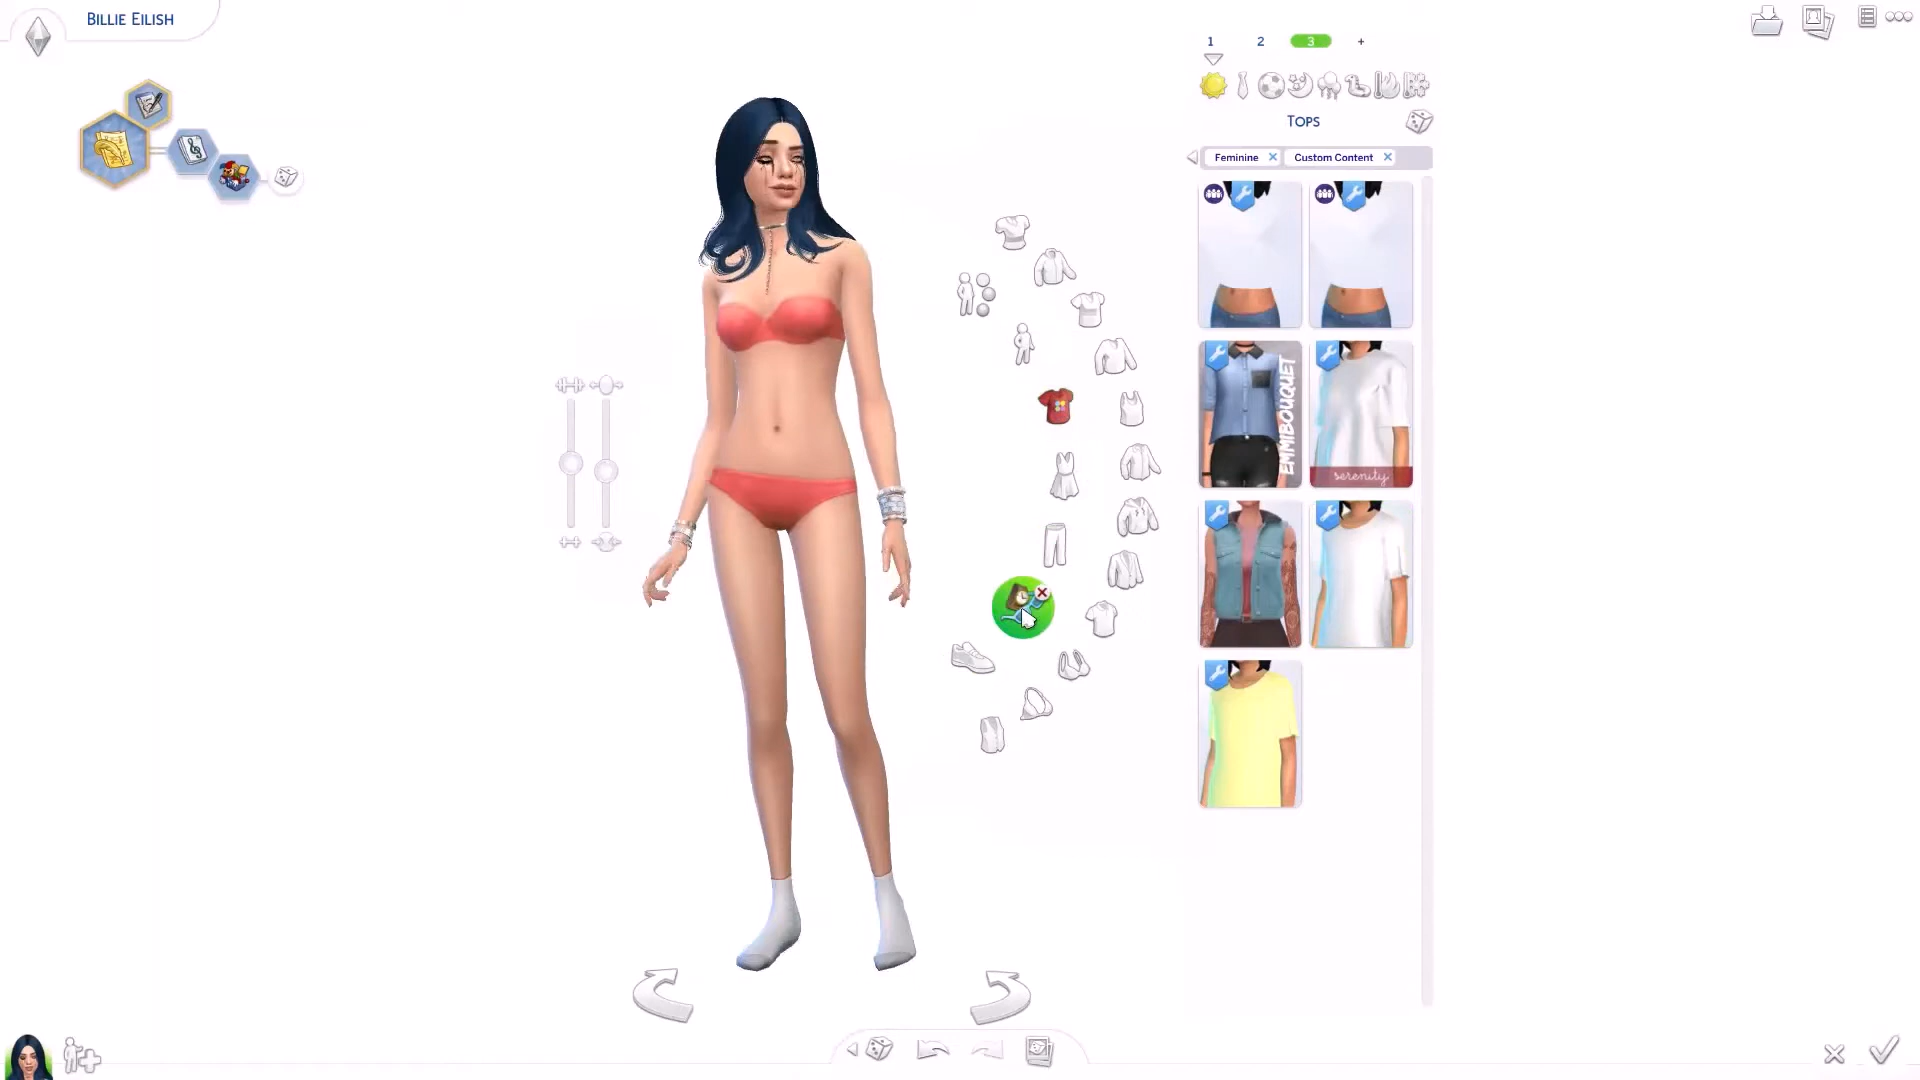 BILLIE EILISH
1 2 3 +
TOPS
Feminine Custom Content
EMMIBOUQUET
serenity